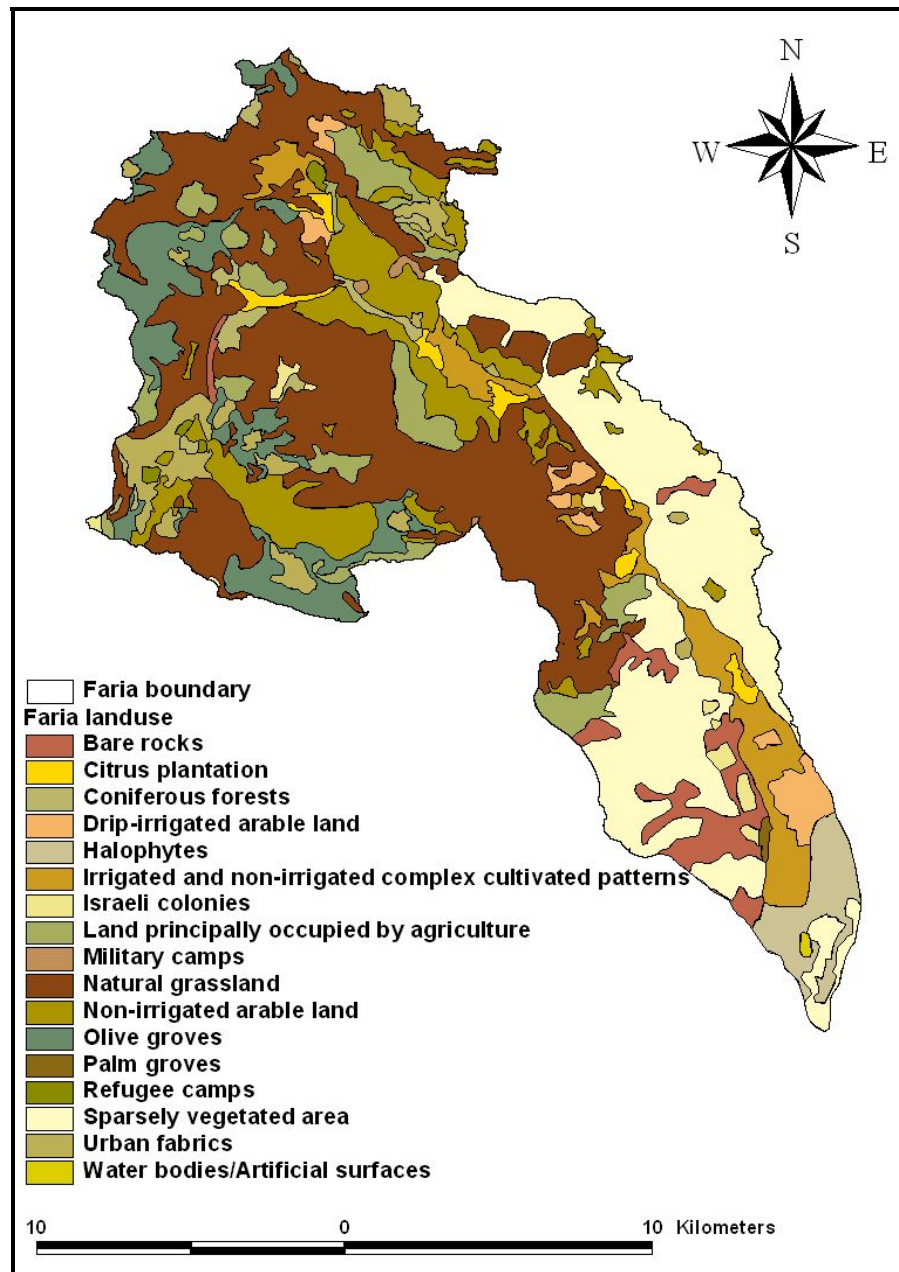 N
W E
S
Faria boundary
Faria landuse
Bare rocks
Citrus plantation
Coniferous forests
Drip-irrigated arable land
Halophytes
Irrigated and non-irrigated complex cultivated patterns
Israeli colonies
Land principally occupied by agriculture
Military camps
Natural grassland
Non-irrigated arable land
Olive groves
Palm groves
Refugee camps
Sparsely vegetated area
Urban fabrics
Water bodies/Artificial surfaces
10 0 10 Kilometers